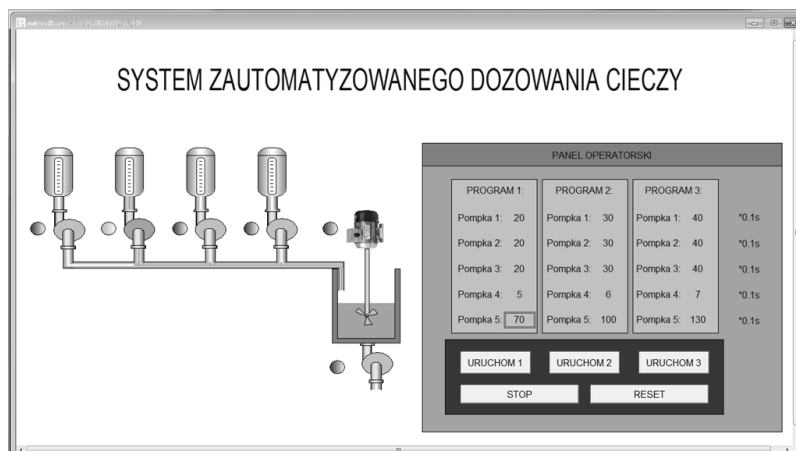 SYSTEM ZAUTOMATYZOWANEGO DOZOWANIA CIECZY
PANEL OPERATORSKI
PROGRAM 1: PROGRAM 2: PROGRAM 3:
Pompka 1: 20 Pompka 1: 30 Pompka 1: 40 *0.1s
Pompka 2: 20 Pompka 2: 30 Pompka 2: 40 *0.1s
Pompka 3: 20 Pompka 3: 30 Pompka 3: 40 *0.1s
Pompka 4: 5 Pompka 4: 6 Pompka 4: 7 *0.1s
Pompka 5: 70 Pompka 5: 100 Pompka 5: 130 *0.1s
URUCHOM 1 URUCHOM 2 URUCHOM 3
STOP RESET